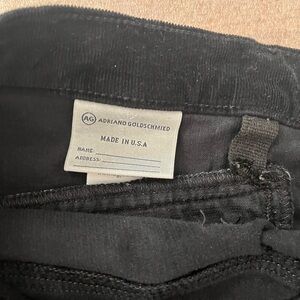 AG ADRIANO GOLDSCHMIED
MADE IN U.S.A
NAME:
ADDRESS: